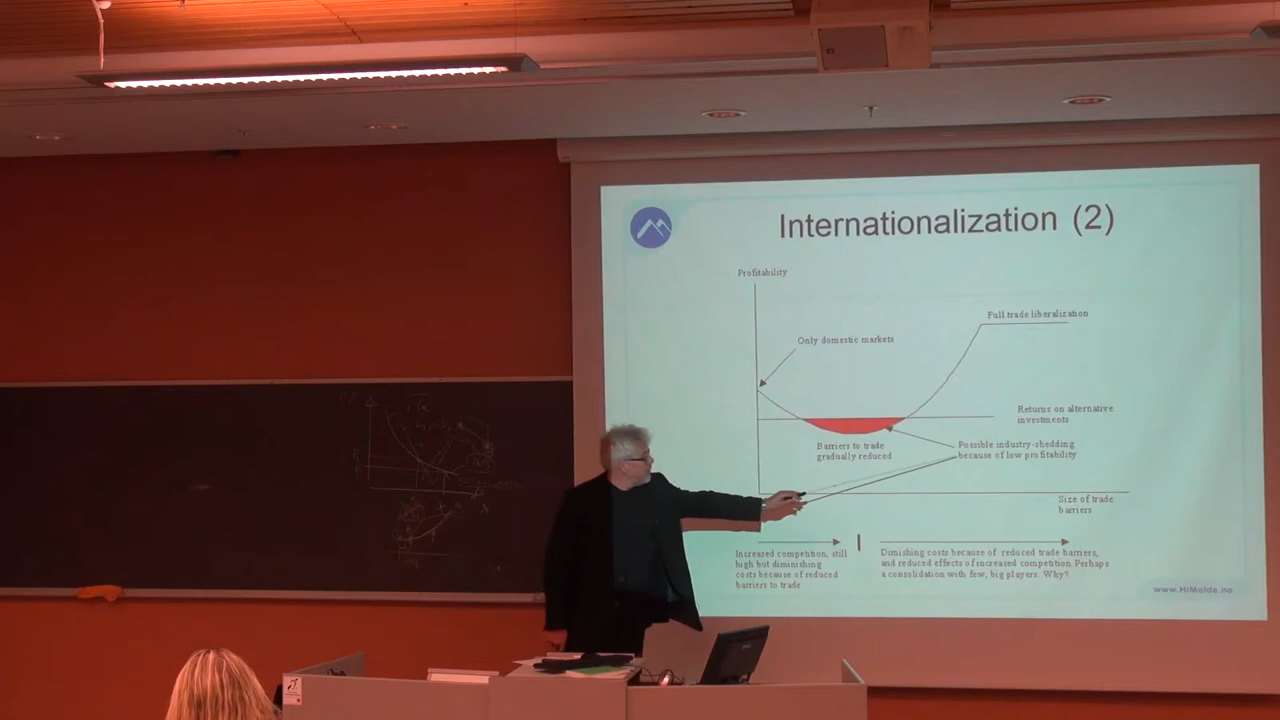 Internationalization (2)
Profitability
Full trade liberalization
Only domestic markets
Returns on alternative
investments
Barriers to trade
gradually reduced
Possible industry-shedding
because of low profitability
Size of trade
barriers
Increased competition, still
high but diminishing
costs because of reduced
barriers to trade
Dimishing costs because of reduced trade barriers,
and reduced effects of increased competition. Perhaps
a consolidation with few, big players. Why?
www.HiMolde.no